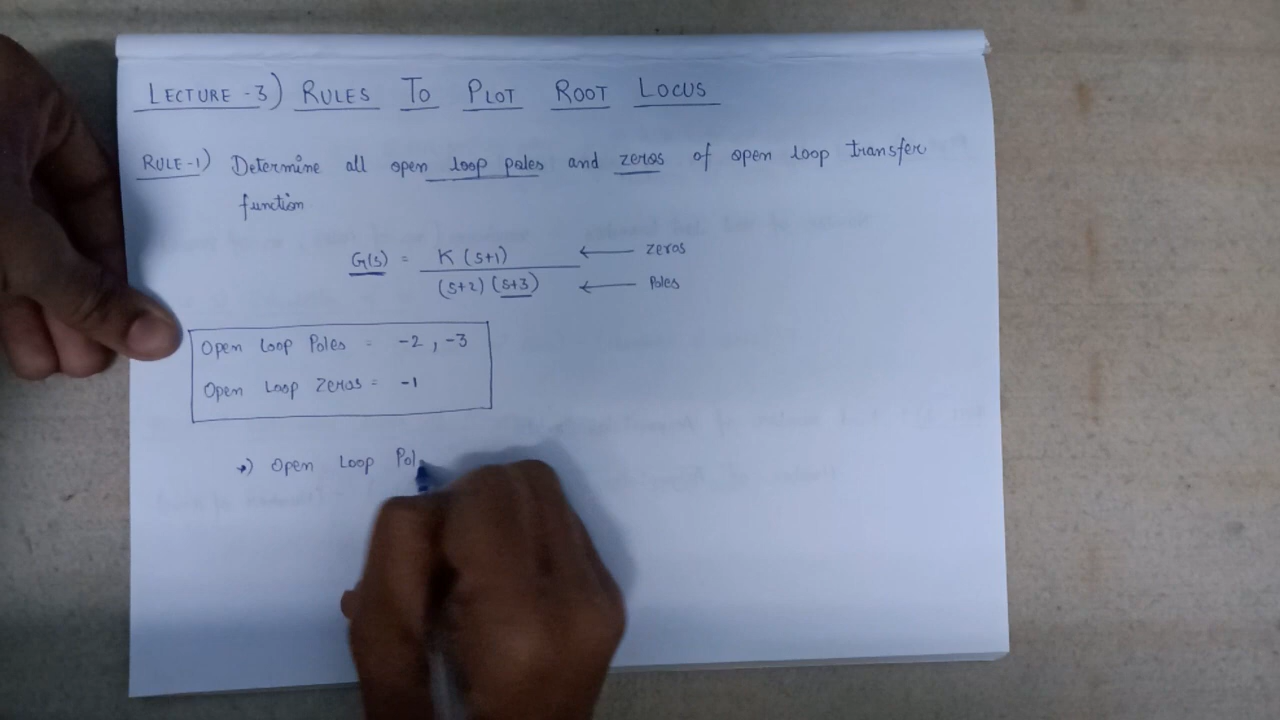 LECTURE -3) RULES TO PLOT ROOT LOCUS
RULE-1) Determine all open loop poles and zeros of open loop transfer
function
G(s) = K (s+1) ← zeros
(s+2) (s+3) ← Poles
Open Loop Poles = -2, -3
Open Loop Zeros = -1
→) Open Loop Pol